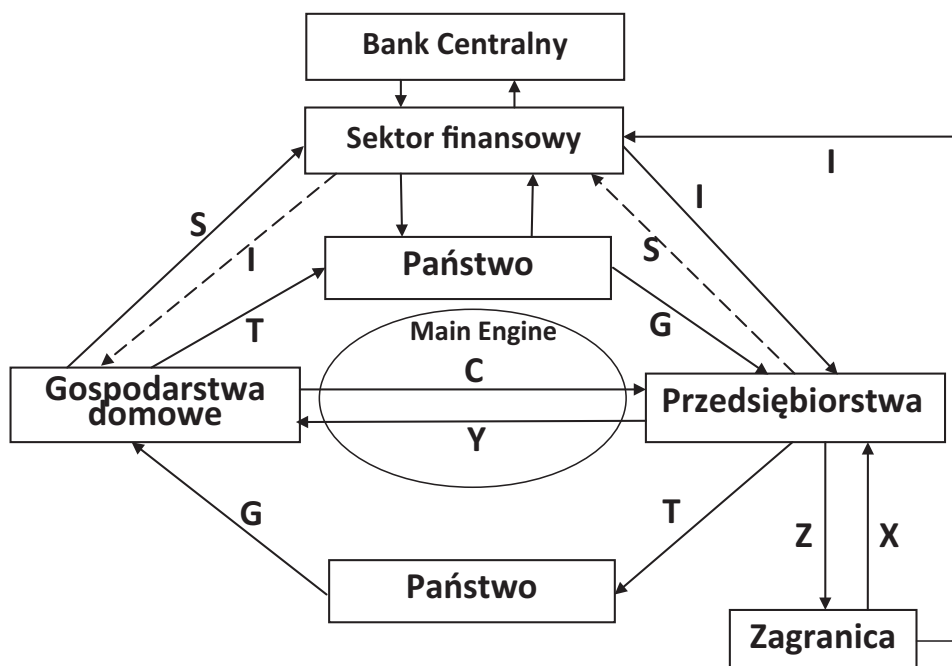 Bank Centralny
Sektor finansowy
I
S
I
I
S
Państwo
T
G
Main Engine
C
Gospodarstwa
domowe
Przedsiębiorstwa
Y
G
T
Z
X
Państwo
Zagranica